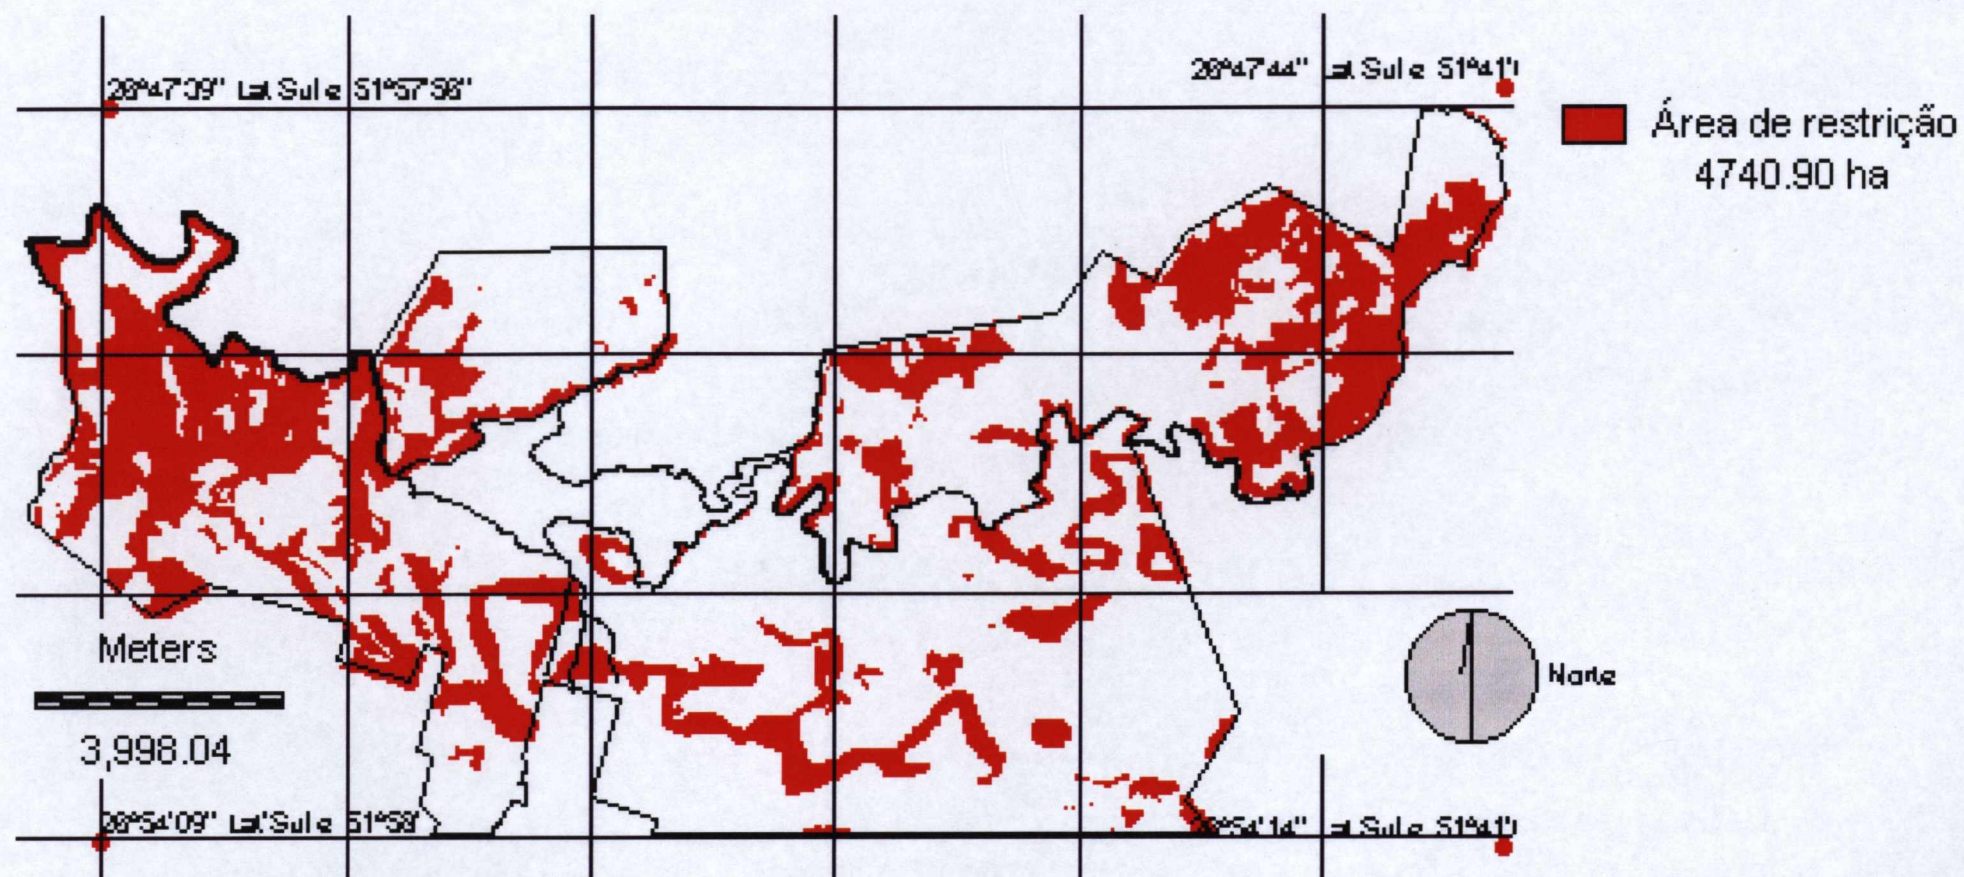 28°47'39" Lat Sul e 51°57'58"
28°47'44" Lat Sul e 51°41'
Área de restrição
4740.90 ha
Meters
3,998.04
Norte
28°54'09" Lat Sul e 51°58'
28°54'14" Lat Sul e 51°41'